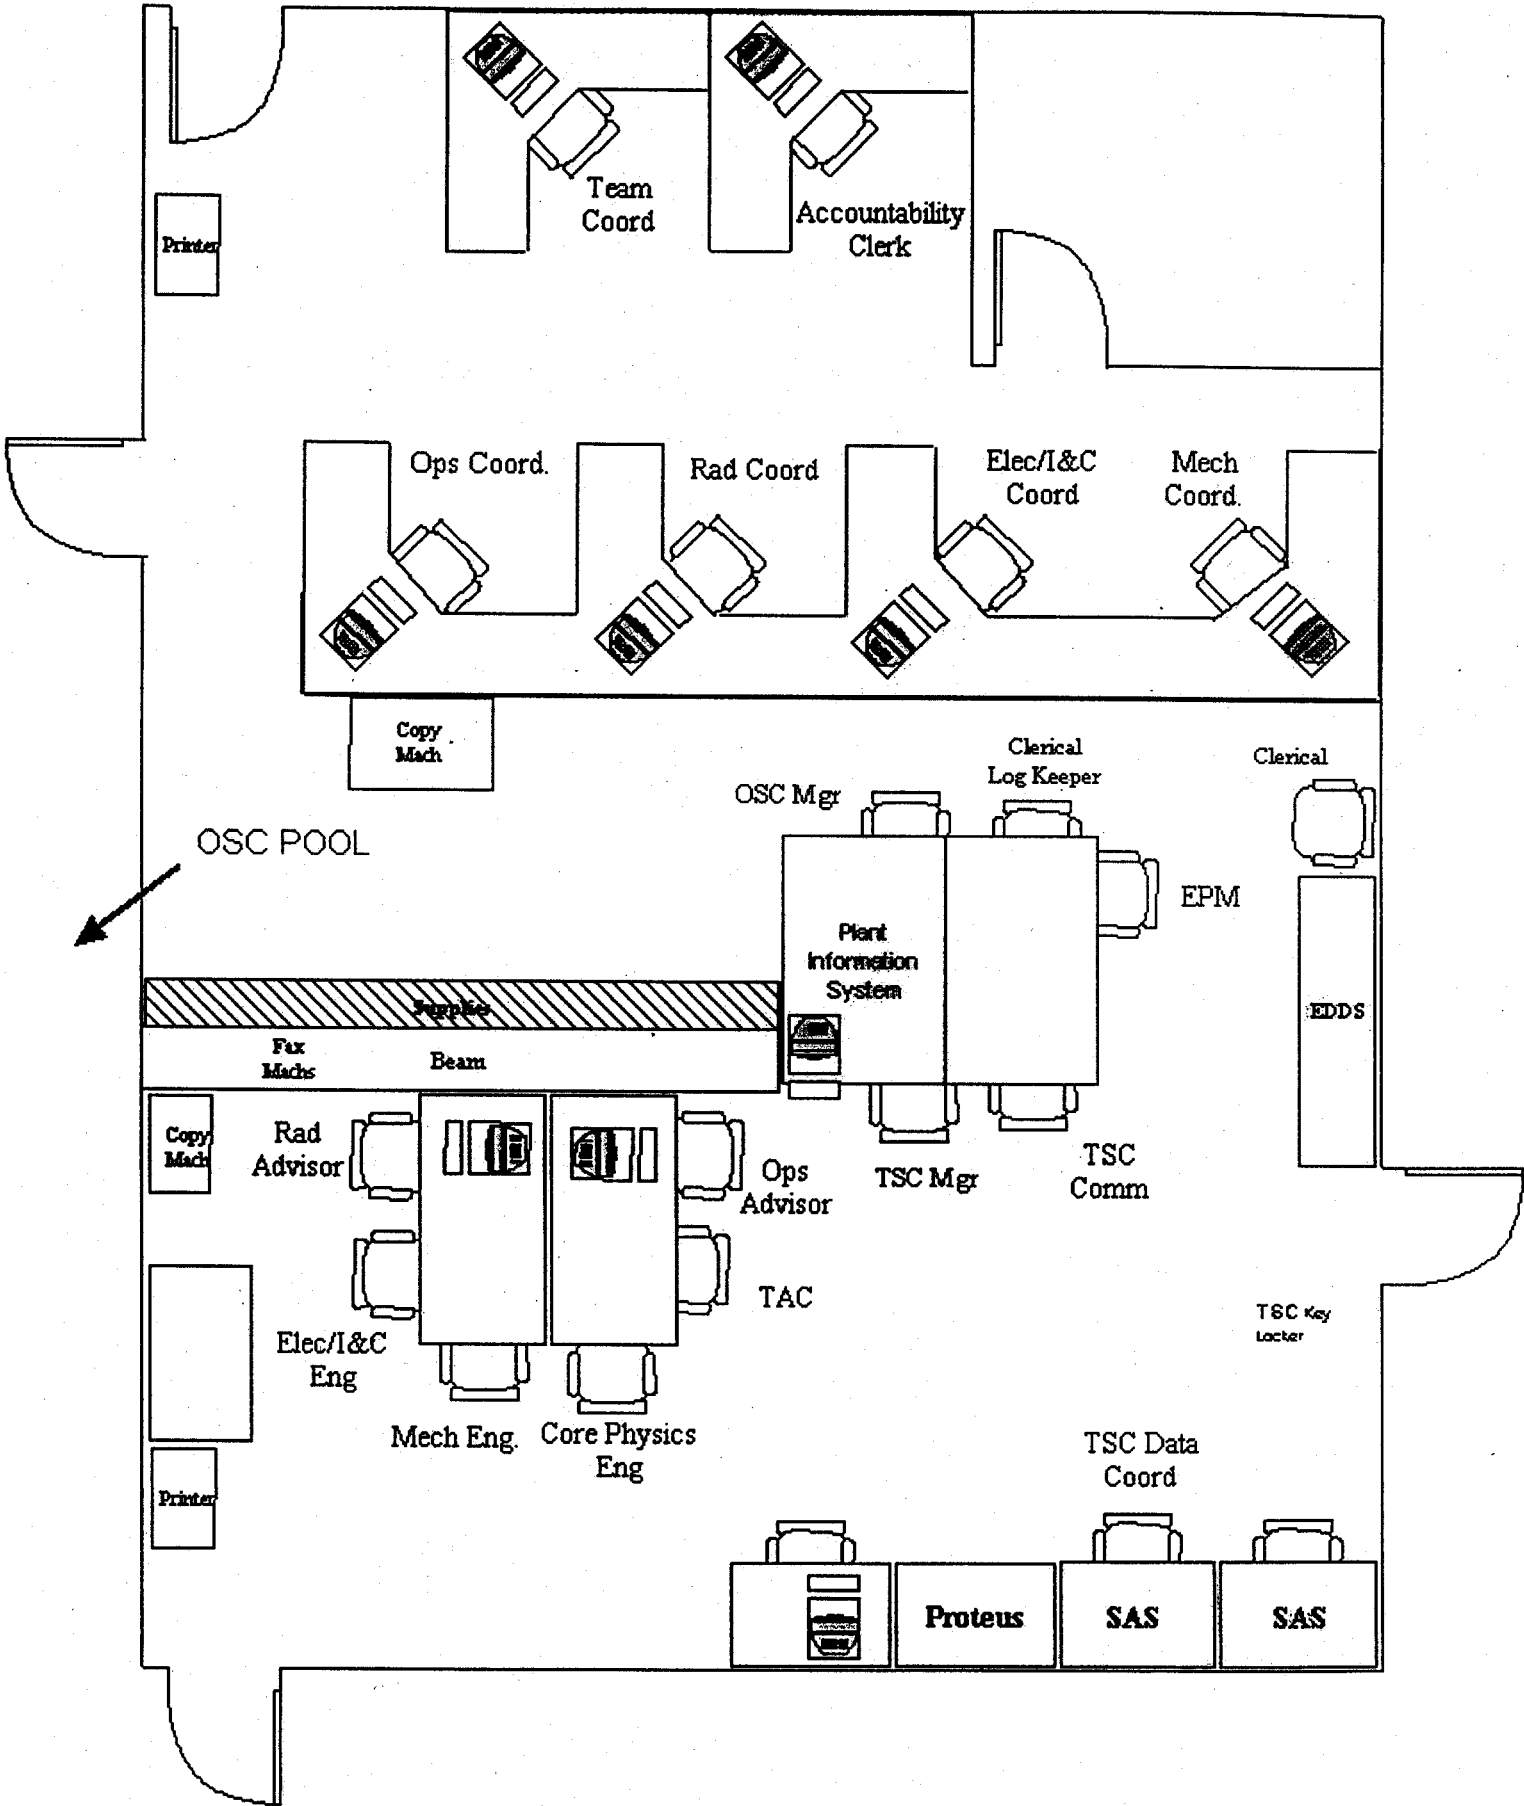 Team
Coord
Accountability
Clerk
Printer
Ops Coord.
Rad Coord
Elec/I&C
Coord
Mech
Coord.
Copy
Mach
OSC Mgr
Clerical
Log Keeper
Clerical
OSC POOL
EPM
Plant
Information
System
Supplies
EDDS
Fax
Machs
Beam
Copy
Mach
Rad
Advisor
Ops
Advisor
TSC Mgr
TSC
Comm
TAC
TSC Key
Locker
Elec/I&C
Eng
Mech Eng.
Core Physics
Eng
TSC Data
Coord
Printer
Proteus
SAS
SAS